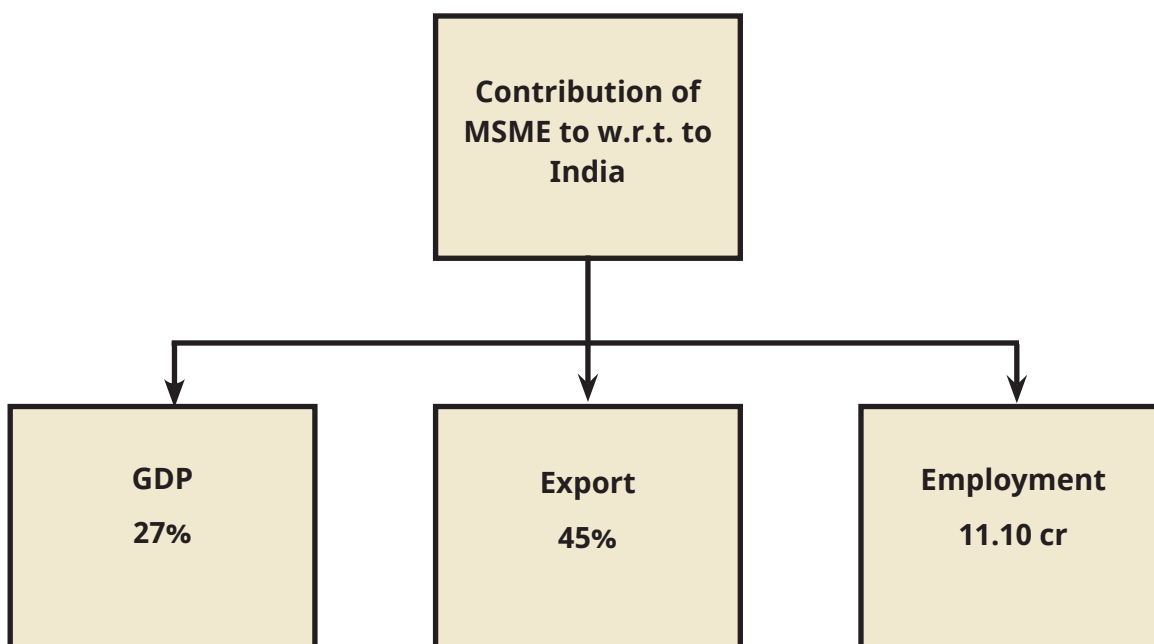 Contribution of
MSME to w.r.t. to
India
GDP
27%
Export
45%
Employment
11.10 cr